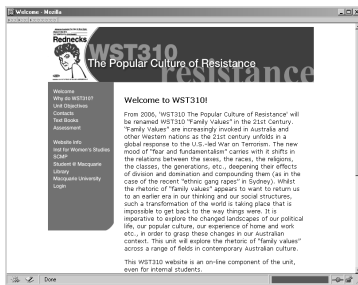 Welcome - Mozilla
Rednecks
WST310
The Popular Culture of Resistance
resistance
Welcome
Why do WST310?
Unit Objectives
Contacts
Text Books
Assessment
Website Info
Inst for Women's Studies
SCMP
Student @ Macquarie
Library
Macquarie University
Login
Welcome to WST310!
From 2006, 'WST310 The Popular Culture of Resistance' will
be renamed WST310 "Family Values" in the 21st Century.
"Family Values" are increasingly invoked in Australia and
other Western nations as the 21st century unfolds in a
global response to the U.S.-led War on Terrorism. The new
mood of "fear and fundamentalism" carries with it shifts in
the relations between the sexes, the races, the religions,
the classes, the generations, etc., deepening their effects
of division and domination and compounding them (as in the
case of the recent "ethnic gang rapes" in Sydney). Whilst
the rhetoric of "family values" appears to want to return us
to an earlier era in our thinking and our social structures,
such a transformation of the world is taking place that is
impossible to get back to the way things were. It is
imperative to explore the changed landscapes of our political
life, our popular culture, our experience of home and work
etc., in order to grasp these changes in our Australian
context. This unit will explore the rhetoric of "family values"
across a range of fields in contemporary Australian culture.
This WST310 website is an on-line component of the unit,
even for internal students.
Done